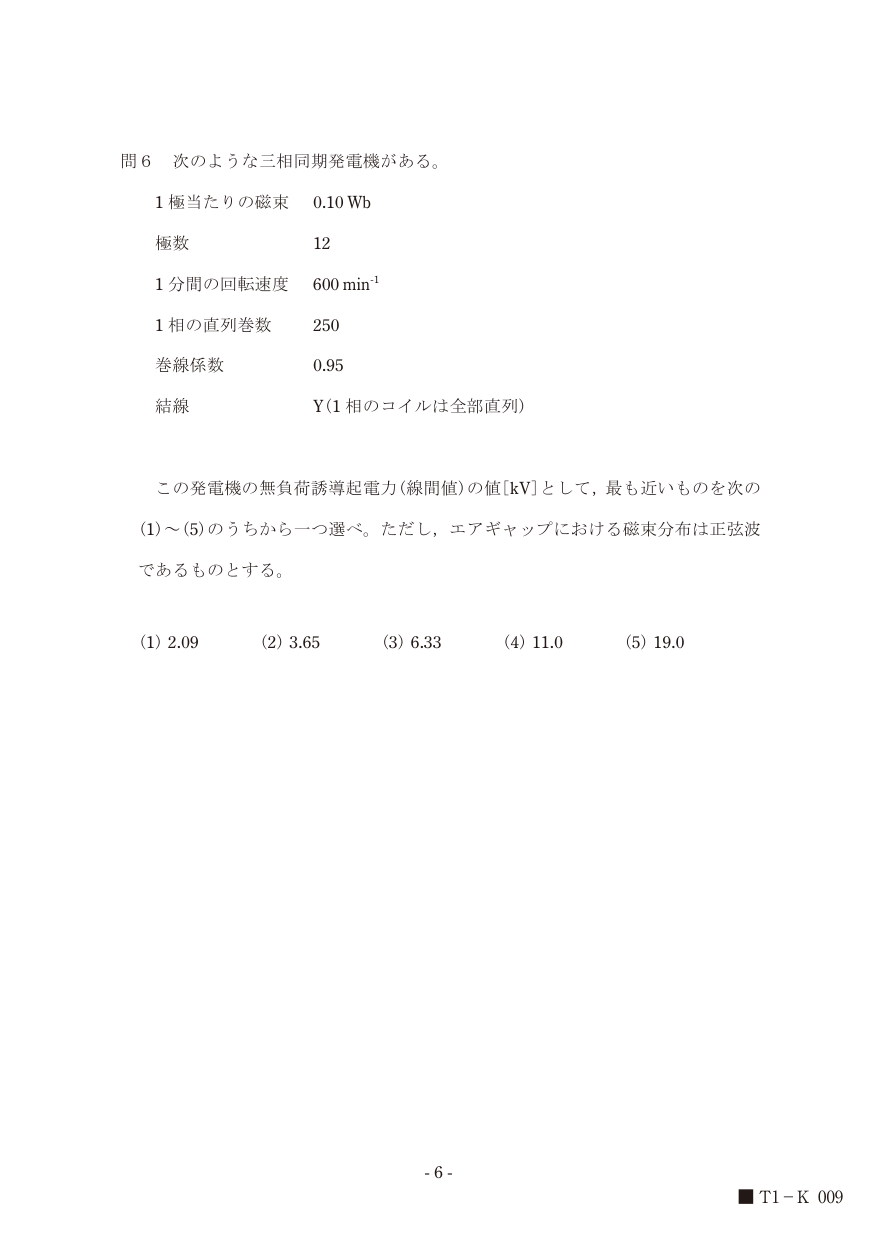 問６　次のような三相同期発電機がある。
1 極当たりの磁束　0.10 Wb
極数　12
1 分間の回転速度　600 min-1
1 相の直列巻数　250
巻線係数　0.95
結線　Y(1 相のコイルは全部直列)
この発電機の無負荷誘導起電力(線間値)の値[kV]として，最も近いものを次の
(1)～(5)のうちから一つ選べ。ただし，エアギャップにおける磁束分布は正弦波
であるものとする。
(1) 2.09　(2) 3.65　(3) 6.33　(4) 11.0　(5) 19.0
- 6 -
■ T1－K 009